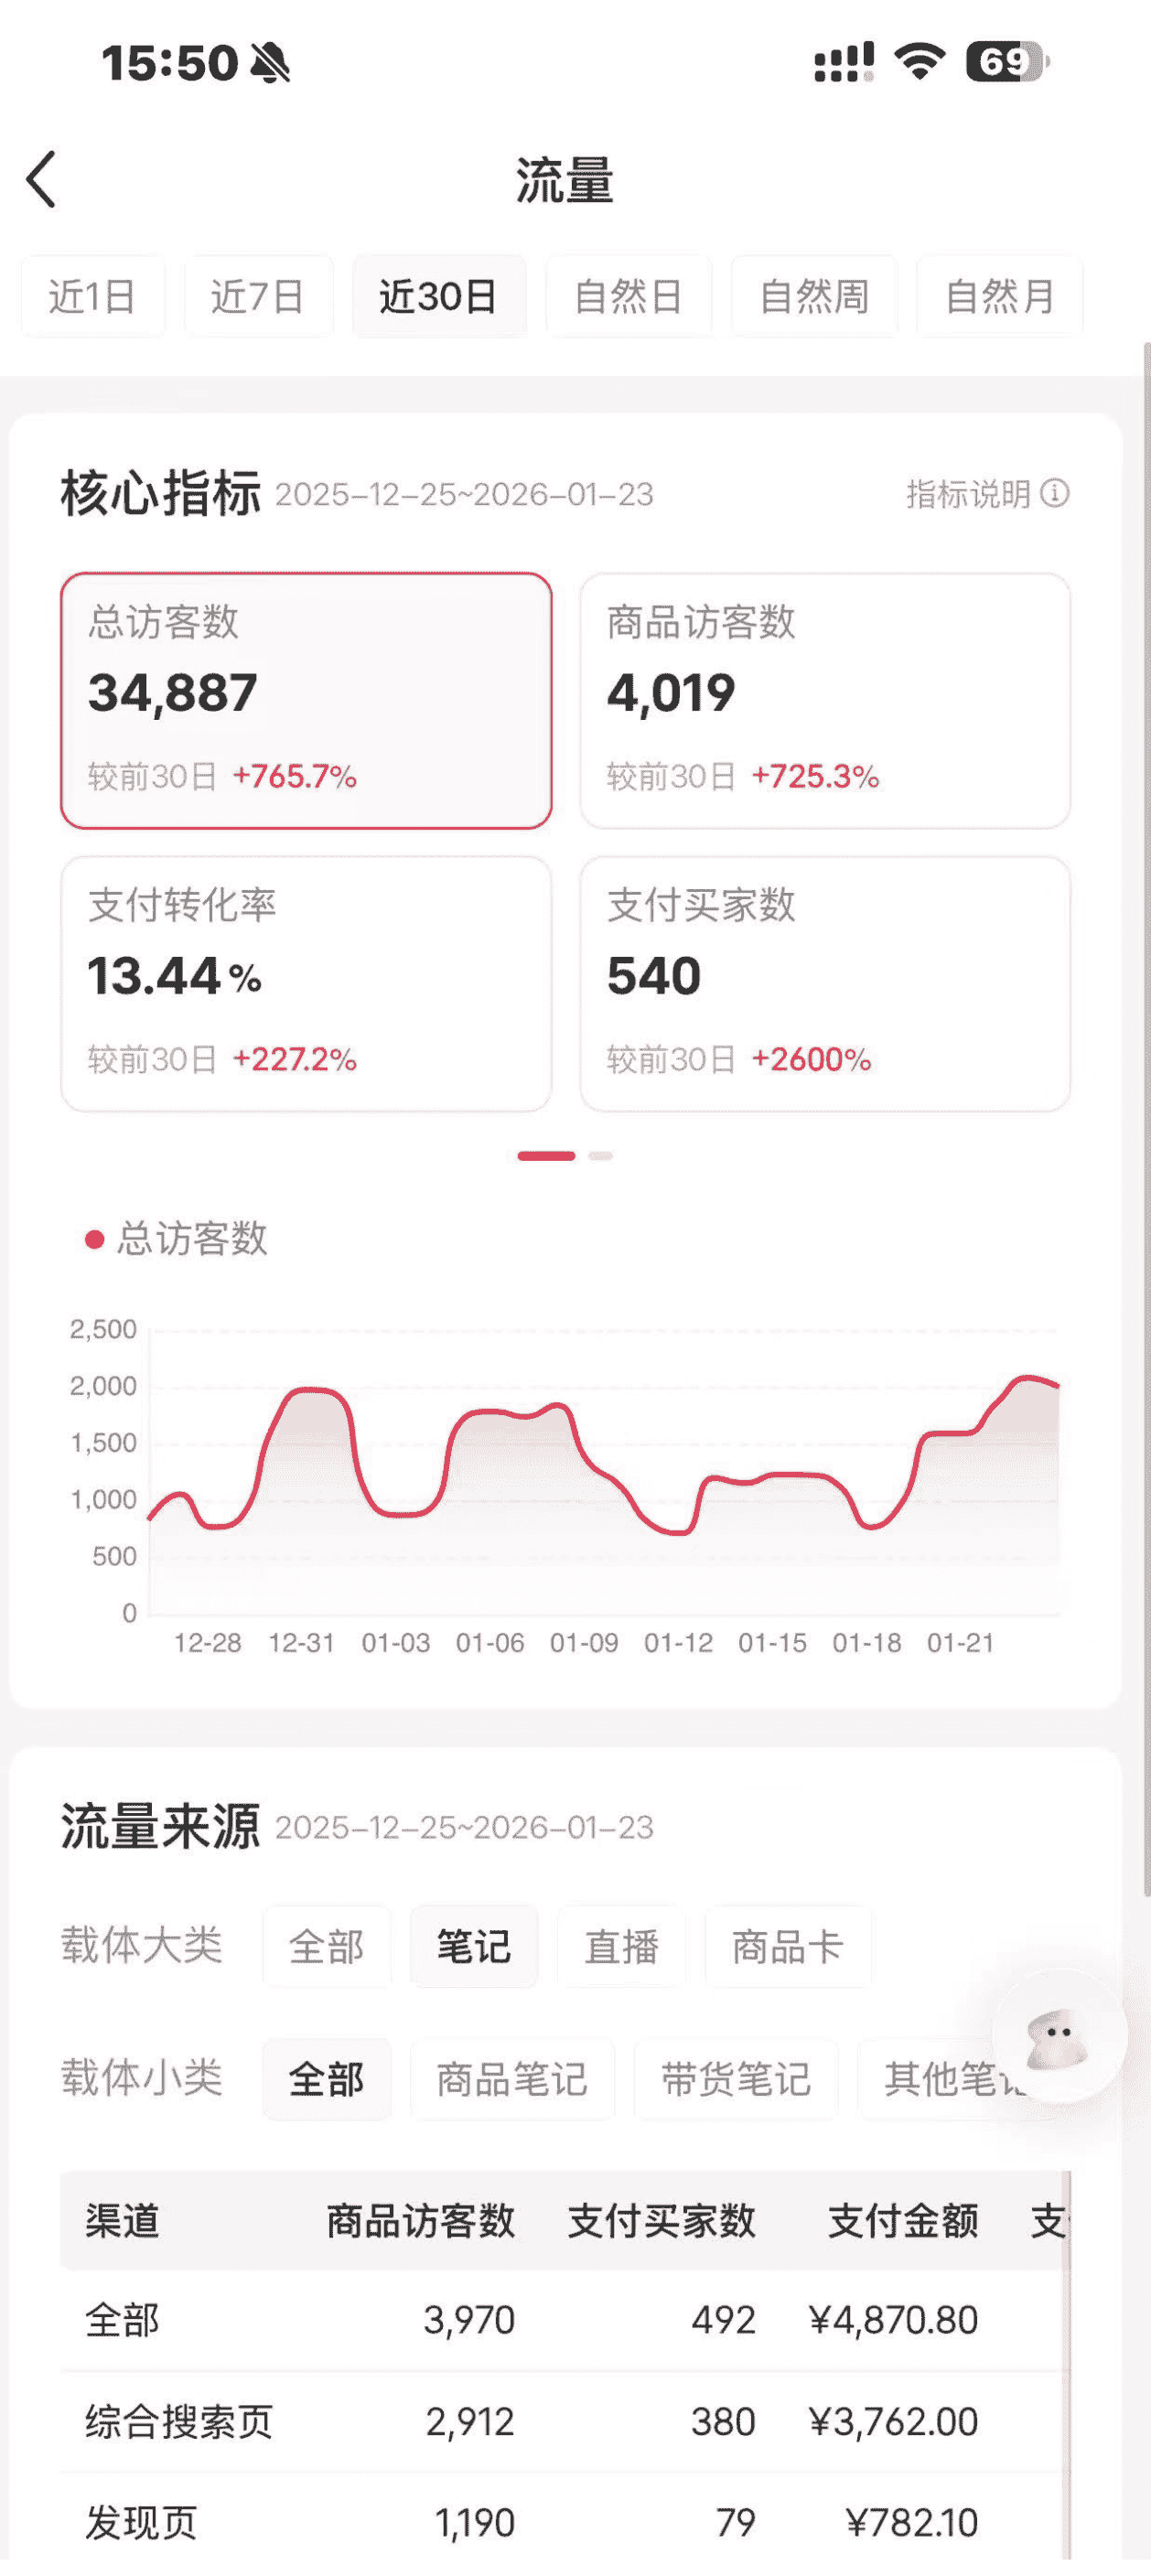 15:50
69
流量
近1日 近7日 近30日 自然日 自然周 自然月
核心指标 2025-12-25~2026-01-23 指标说明
总访客数 商品访客数
34,887 4,019
较前30日 +765.7% 较前30日 +725.3%
支付转化率 支付买家数
13.44% 540
较前30日 +227.2% 较前30日 +2600%
总访客数
2,500
2,000
1,500
1,000
500
0
12-28 12-31 01-03 01-06 01-09 01-12 01-15 01-18 01-21
流量来源 2025-12-25~2026-01-23
载体大类 全部 笔记 直播 商品卡
载体小类 全部 商品笔记 带货笔记 其他笔记
渠道 商品访客数 支付买家数 支付金额 支
全部 3,970 492 ¥4,870.80
综合搜索页 2,912 380 ¥3,762.00
发现页 1,190 79 ¥782.10